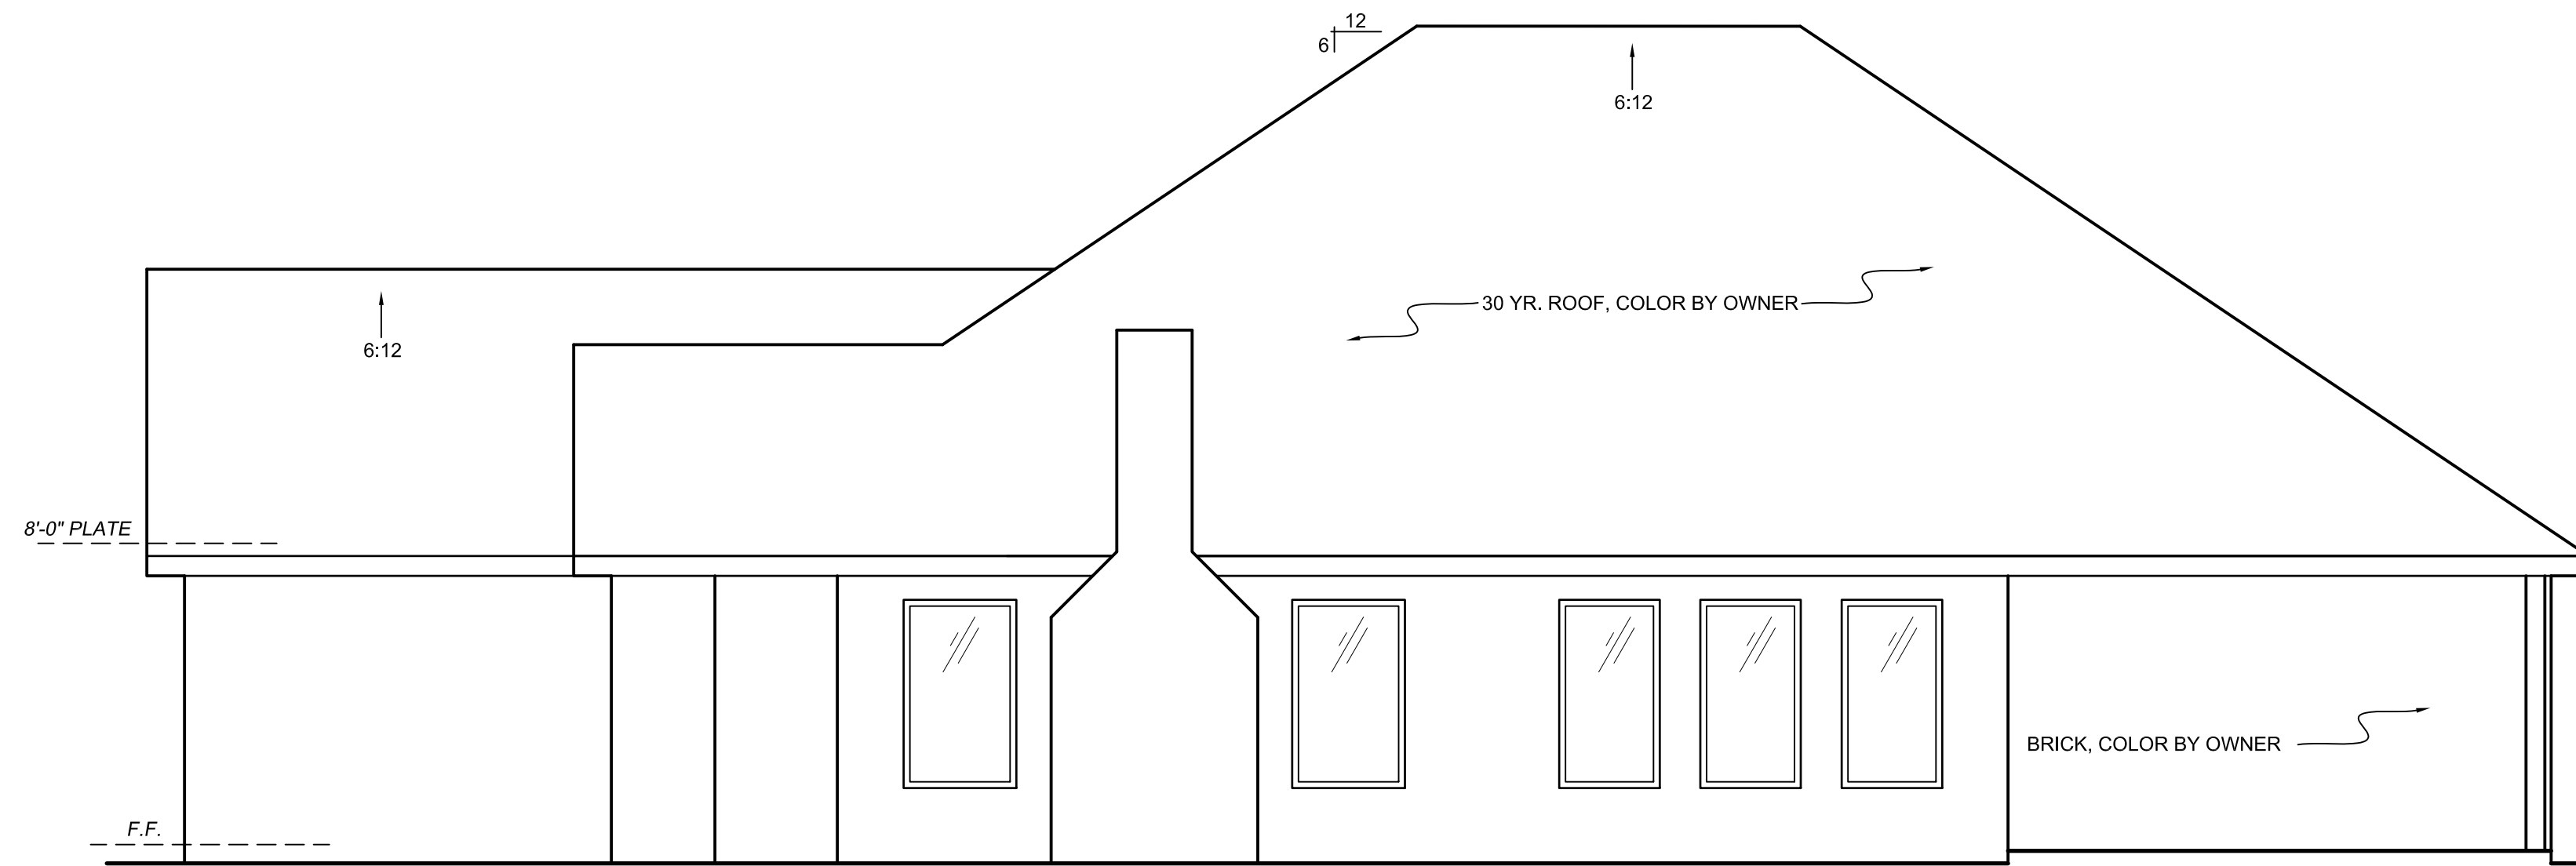 12
6
6:12
30 YR. ROOF, COLOR BY OWNER
6:12
8'-0" PLATE
BRICK, COLOR BY OWNER
F.F.